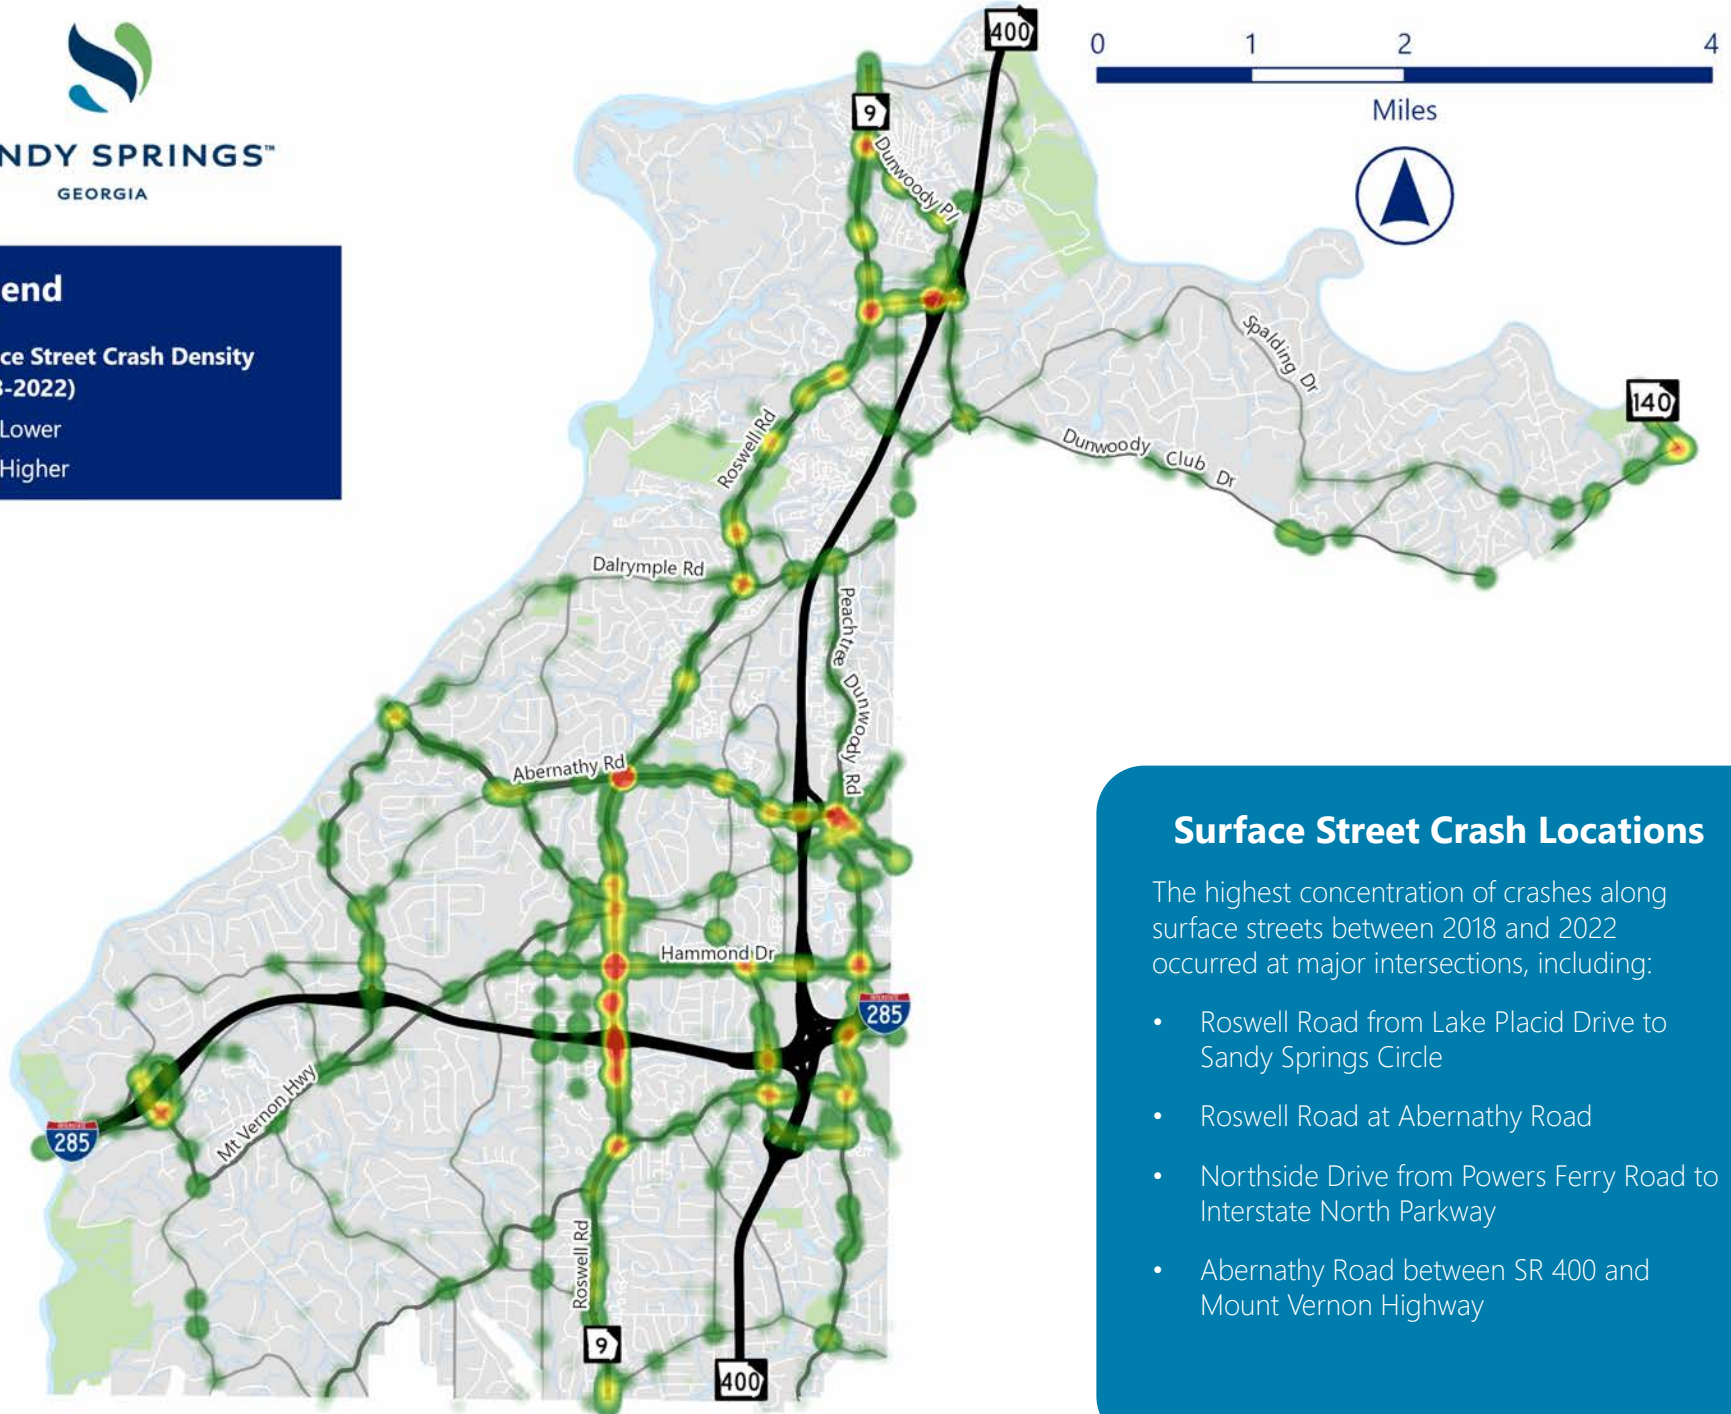 400
0 1 2 4
Miles
9
NDY SPRINGS™
GEORGIA
Dunwoody Pl
end
ce Street Crash Density
-2022)
Lower
Higher
Spalding Dr
140
Roswell Rd
Dunwoody Club Dr
Dalrymple Rd
Peachtree Dunwoody Rd
Abernathy Rd
Hammond Dr
INTERSTATE
285
Mt Vernon Hwy
INTERSTATE
285
Roswell Rd
9
400
Surface Street Crash Locations
The highest concentration of crashes along
surface streets between 2018 and 2022
occurred at major intersections, including:
• Roswell Road from Lake Placid Drive to
Sandy Springs Circle
• Roswell Road at Abernathy Road
• Northside Drive from Powers Ferry Road to
Interstate North Parkway
• Abernathy Road between SR 400 and
Mount Vernon Highway